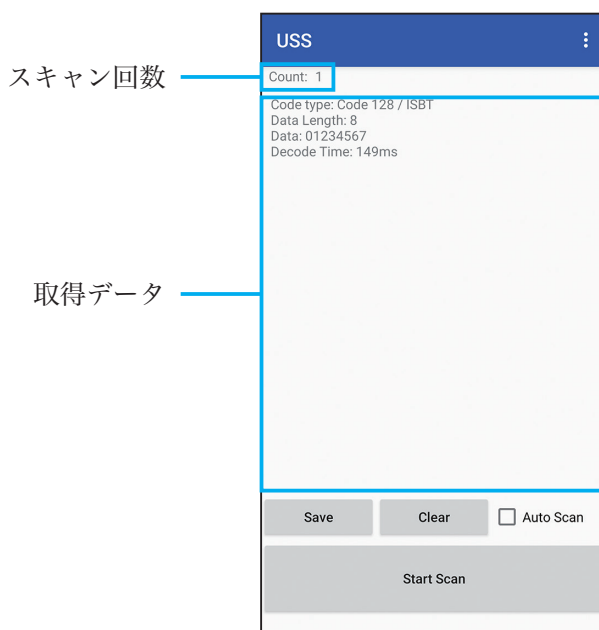 USS
スキャン回数
Count: 1
Code type: Code 128 / ISBT
Data Length: 8
Data: 01234567
Decode Time: 149ms
取得データ
Save
Clear
Auto Scan
Start Scan